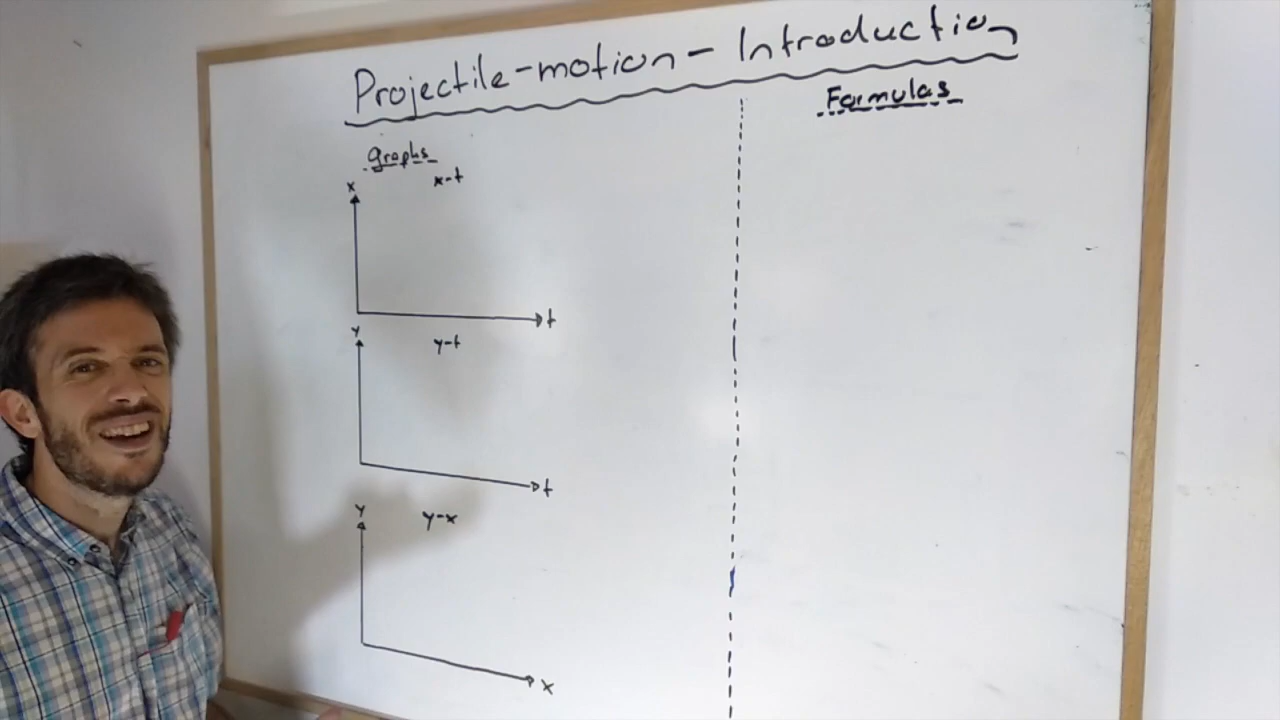 Projectile-motion - Introduction
Formulas
Graphs
x-t
x
t
y-t
y
t
y-x
y
x